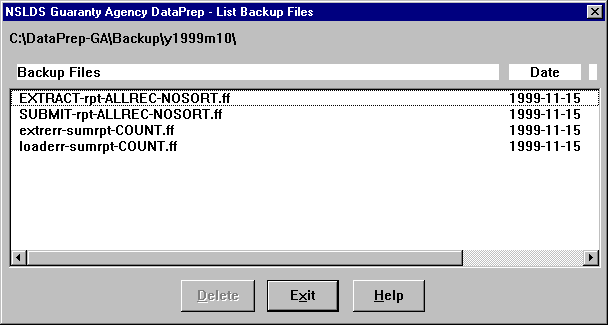 NSLDS Guaranty Agency DataPrep - List Backup Files
C:\DataPrep-GA\Backup\y1999m10\
Backup Files Date
EXTRACT-rpt-ALLREC-NOSORT.ff 1999-11-15
SUBMIT-rpt-ALLREC-NOSORT.ff 1999-11-15
extrerr-sumrpt-COUNT.ff 1999-11-15
loaderr-sumrpt-COUNT.ff 1999-11-15
Delete Exit Help